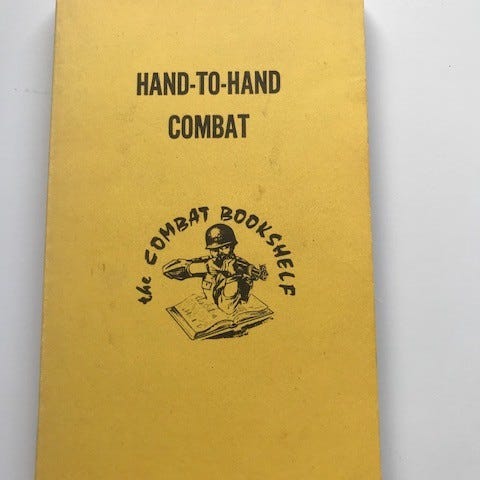 HAND-TO-HAND
COMBAT
the COMBAT BOOKSHELF